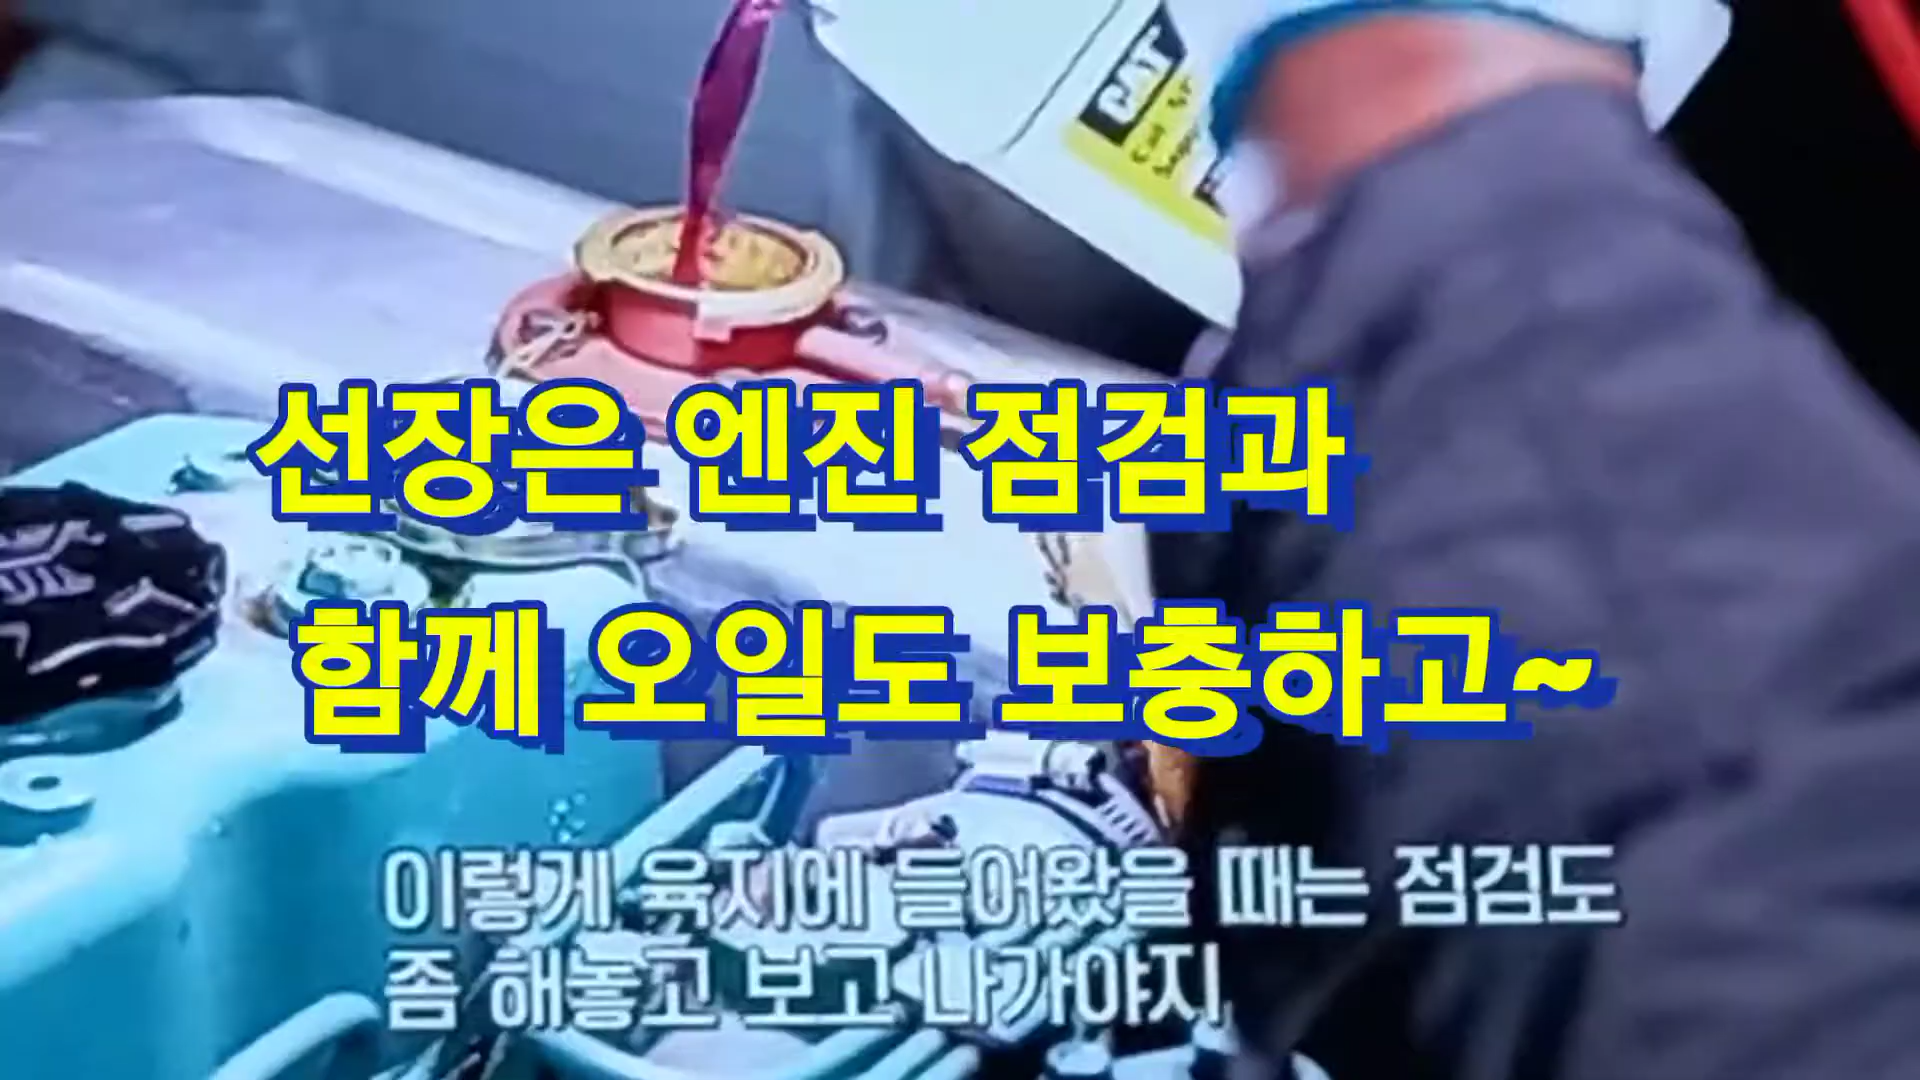 CAT
선장은 엔진 점검과
함께 오일도 보충하고~
이렇게 육지에 들어왔을 때는 점검도
좀 해놓고 보고 나가야지